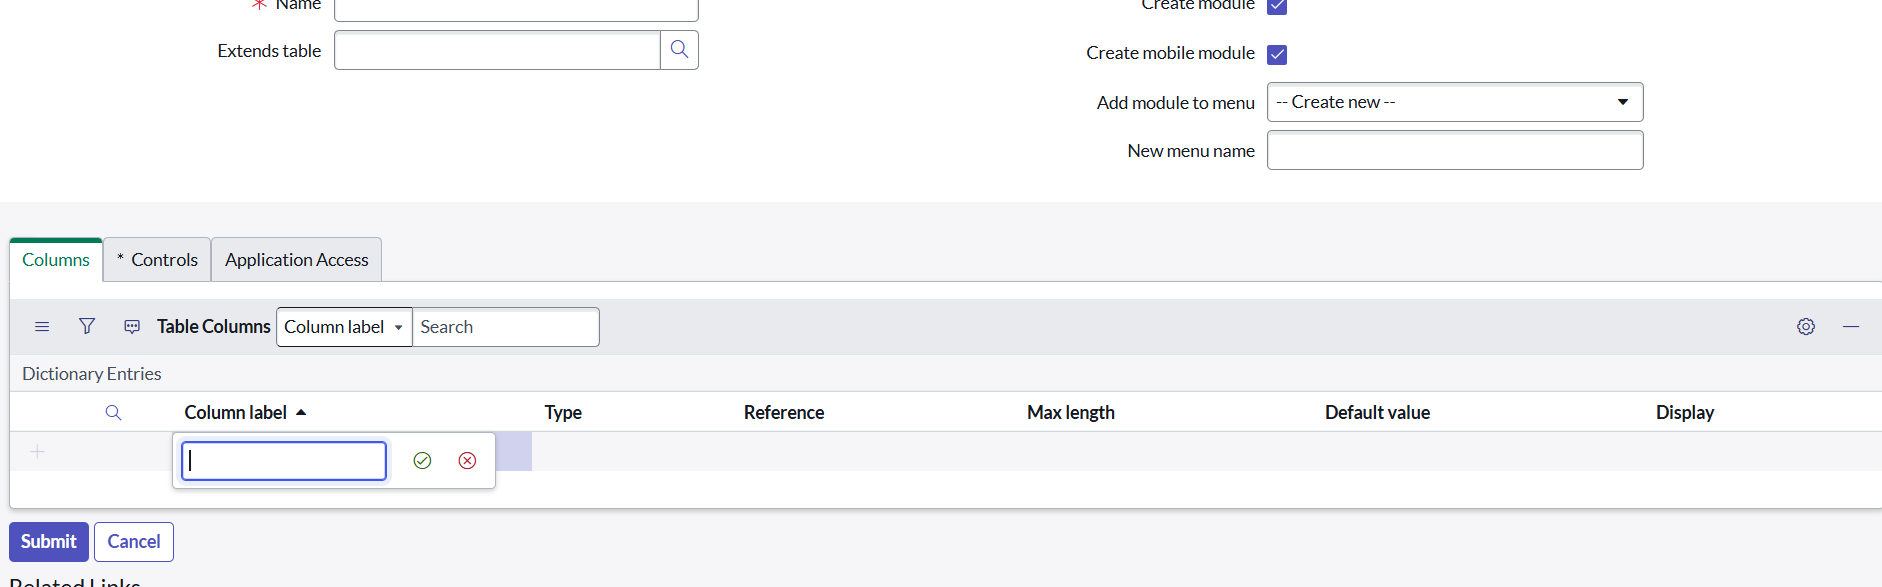 * Name
Create module
Extends table
Create mobile module
Add module to menu
-- Create new --
New menu name
Columns
* Controls
Application Access
Table Columns
Column label
Search
Dictionary Entries
Column label
Type
Reference
Max length
Default value
Display
Submit
Cancel
Related Links